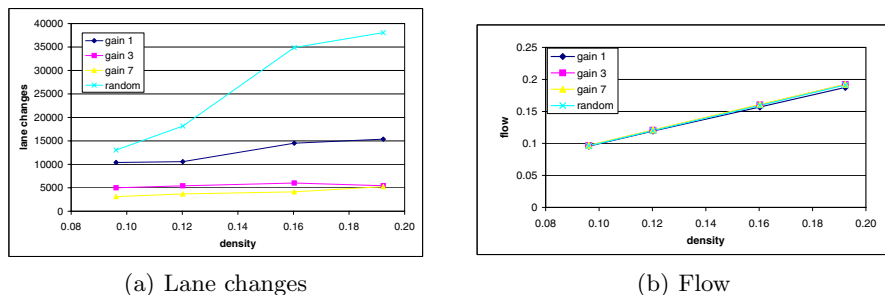 40000
35000
30000
25000
20000
15000
10000
5000
0
lane changes
gain 1
gain 3
gain 7
random
0.08 0.10 0.12 0.14 0.16 0.18 0.20
density
(a) Lane changes
0.25
0.2
0.15
0.1
0.05
0
flow
gain 1
gain 3
gain 7
random
0.08 0.10 0.12 0.14 0.16 0.18 0.20
density
(b) Flow